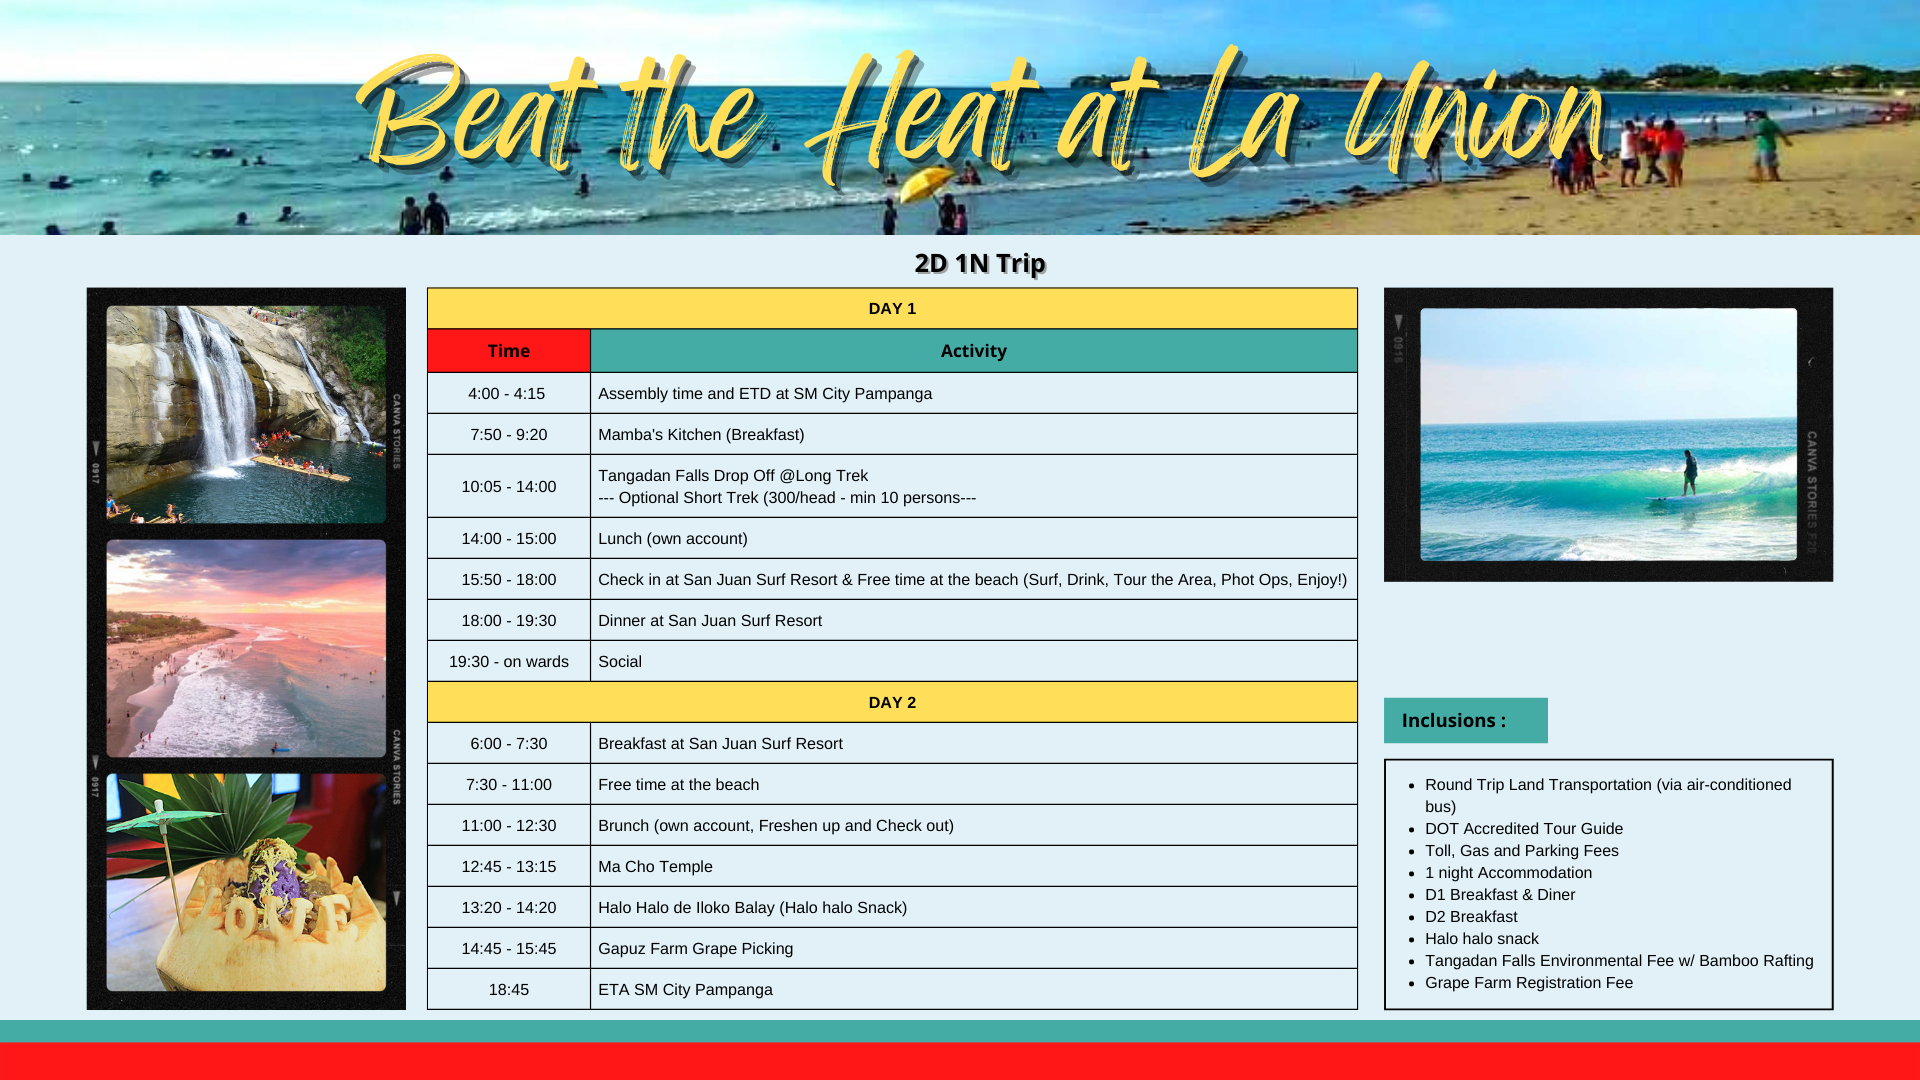 Beat the Heat at La Union
2D 1N Trip
DAY 1
Time Activity
4:00 - 4:15 Assembly time and ETD at SM City Pampanga
7:50 - 9:20 Mamba's Kitchen (Breakfast)
10:05 - 14:00 Tangadan Falls Drop Off @Long Trek
--- Optional Short Trek (300/head - min 10 persons---
14:00 - 15:00 Lunch (own account)
15:50 - 18:00 Check in at San Juan Surf Resort & Free time at the beach (Surf, Drink, Tour the Area, Phot Ops, Enjoy!)
18:00 - 19:30 Dinner at San Juan Surf Resort
19:30 - on wards Social
DAY 2
6:00 - 7:30 Breakfast at San Juan Surf Resort
7:30 - 11:00 Free time at the beach
11:00 - 12:30 Brunch (own account, Freshen up and Check out)
12:45 - 13:15 Ma Cho Temple
13:20 - 14:20 Halo Halo de Iloko Balay (Halo halo Snack)
14:45 - 15:45 Gapuz Farm Grape Picking
18:45 ETA SM City Pampanga
Inclusions :
• Round Trip Land Transportation (via air-conditioned
bus)
• DOT Accredited Tour Guide
• Toll, Gas and Parking Fees
• 1 night Accommodation
• D1 Breakfast & Diner
• D2 Breakfast
• Halo halo snack
• Tangadan Falls Environmental Fee w/ Bamboo Rafting
• Grape Farm Registration Fee
CANVA STORIES
0917
CANVA STORIES
0917
0915
CANVA STORIES F20